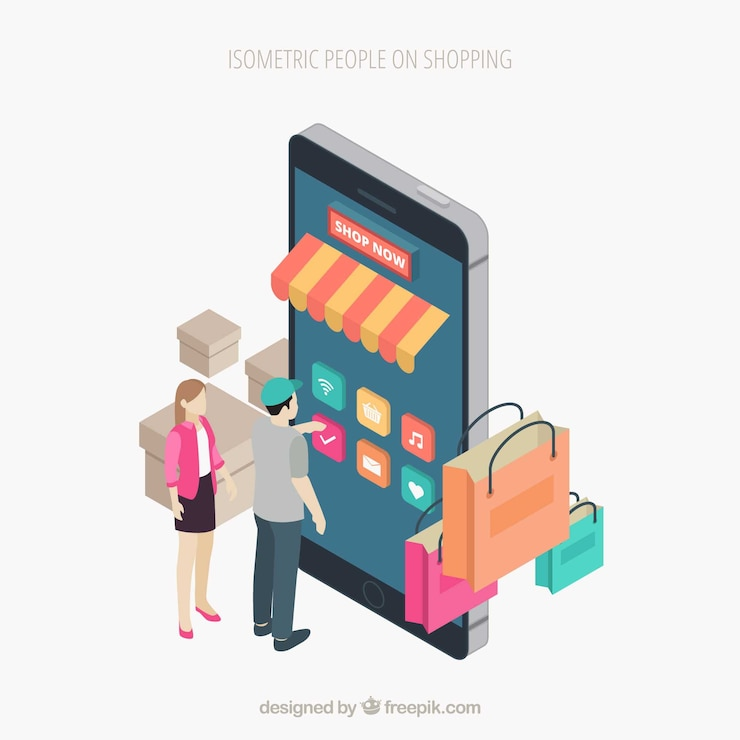 ISOMETRIC PEOPLE ON SHOPPING
SHOP NOW
designed by freepik.com